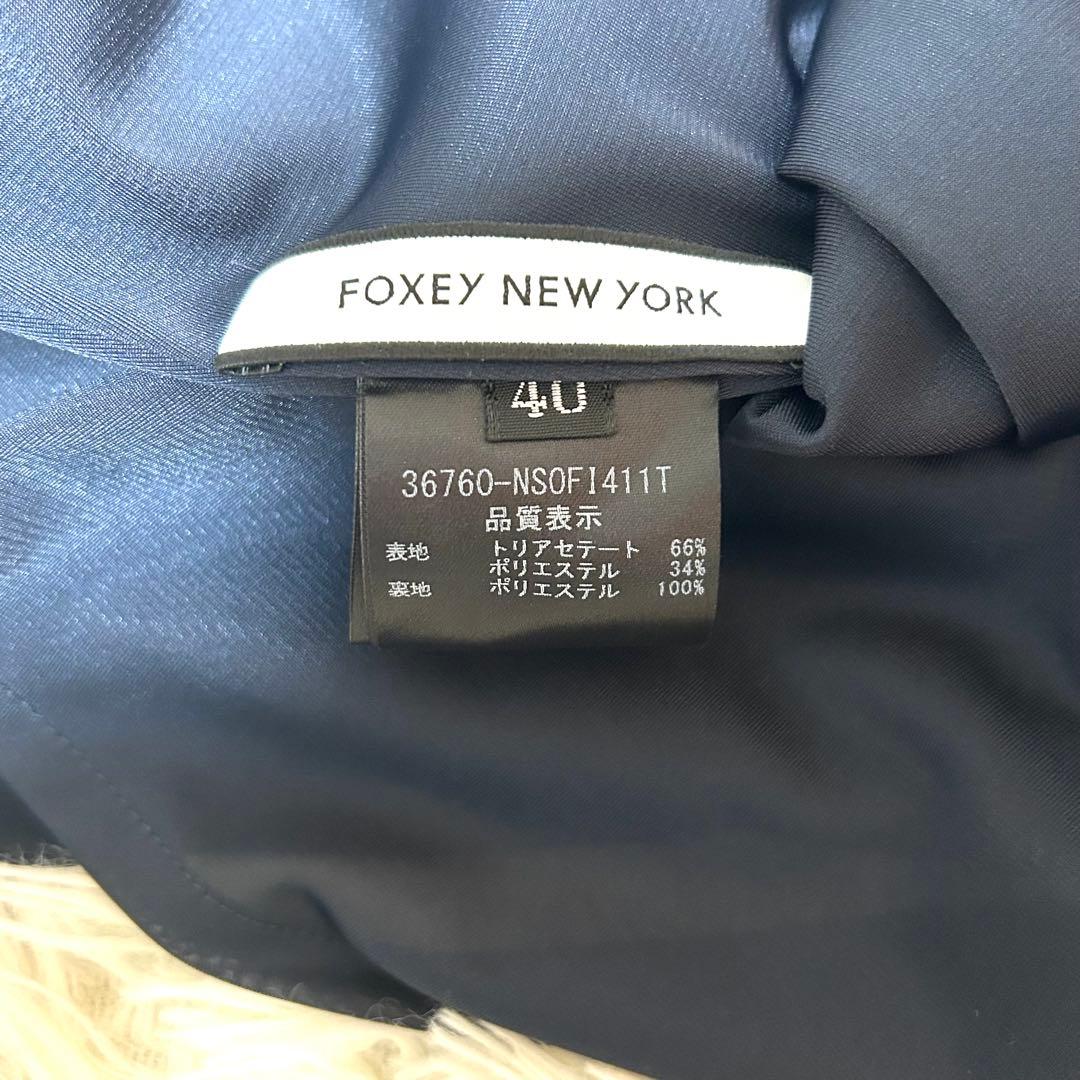 FOXEY NEW YORK
40
36760-NSOFI411T
品質表示
表地 トリアセテート 66%
ポリエステル 34%
裏地 ポリエステル 100%